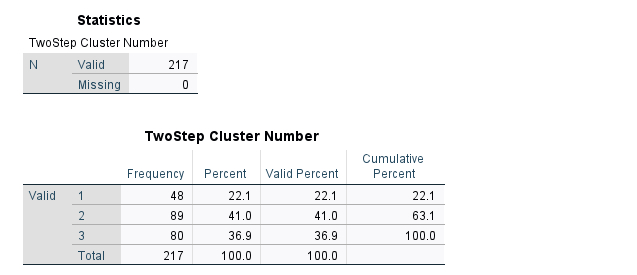 Statistics
TwoStep Cluster Number
N Valid 217
Missing 0
TwoStep Cluster Number
Frequency Percent Valid Percent Cumulative Percent
Valid 1 48 22.1 22.1 22.1
2 89 41.0 41.0 63.1
3 80 36.9 36.9 100.0
Total 217 100.0 100.0